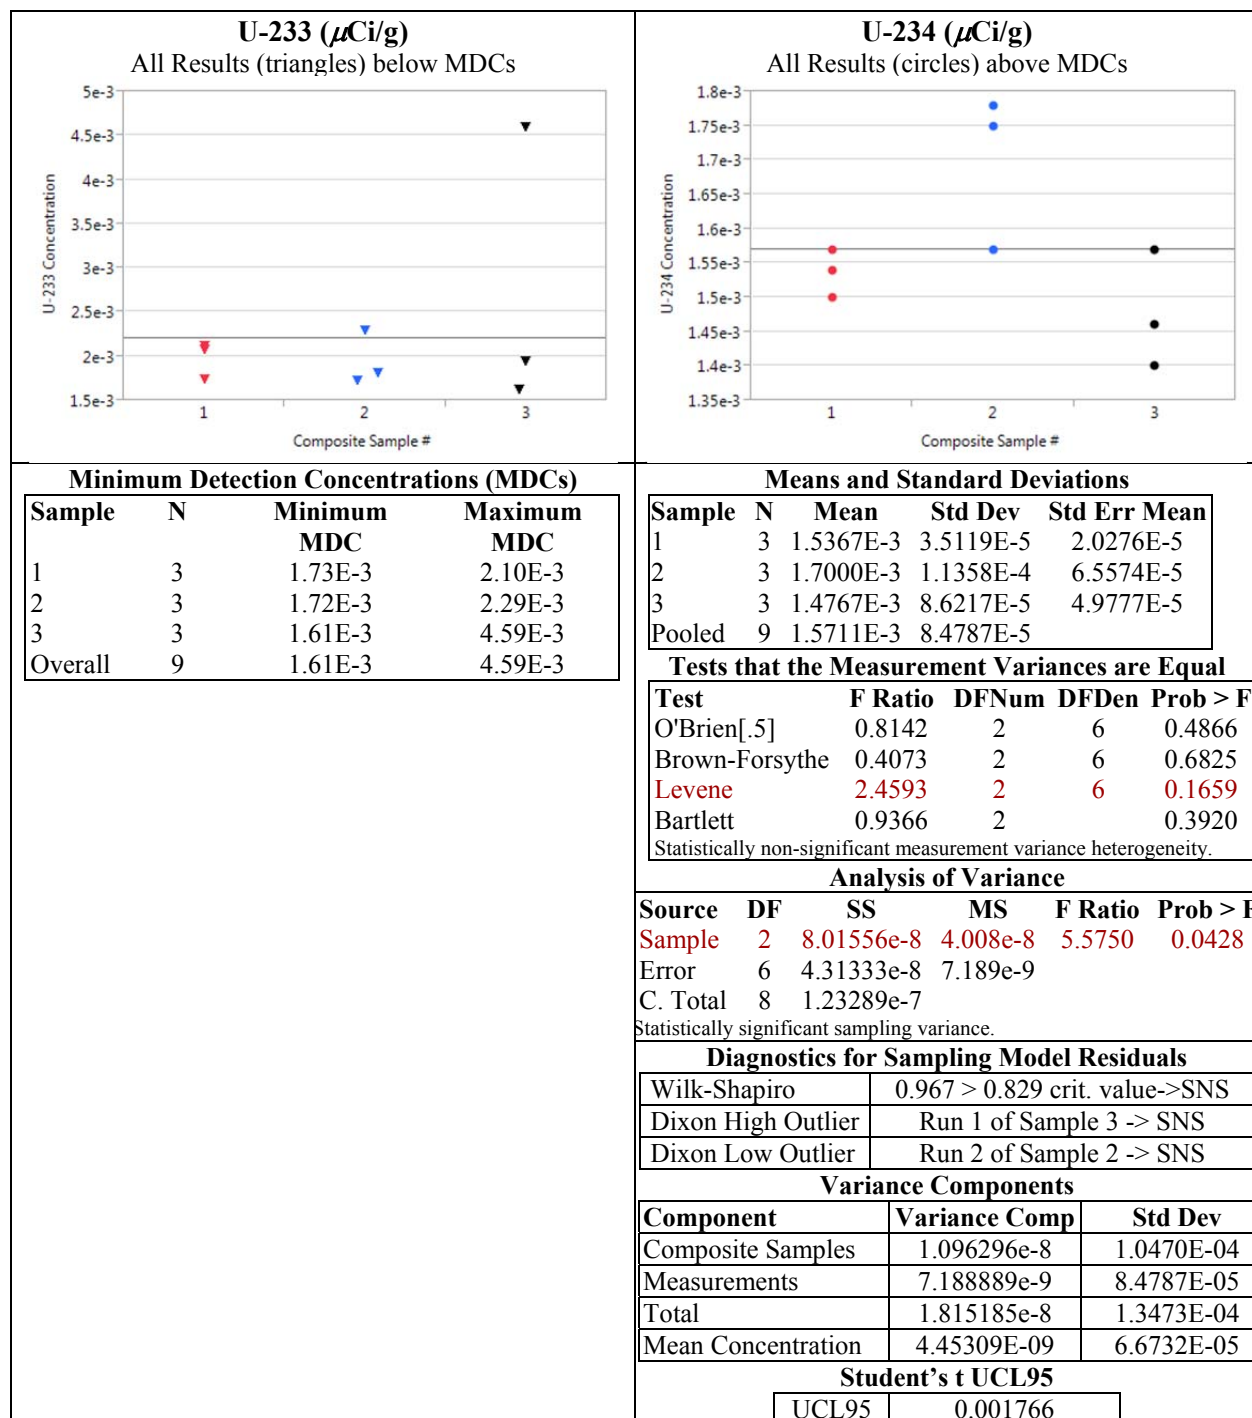 U-233 (μCi/g)
All Results (triangles) below MDCs
5e-3
4.5e-3
4e-3
3.5e-3
3e-3
2.5e-3
2e-3
1.5e-3
U-233 Concentration
1 2 3
Composite Sample #
U-234 (μCi/g)
All Results (circles) above MDCs
1.8e-3
1.75e-3
1.7e-3
1.65e-3
1.6e-3
1.55e-3
1.5e-3
1.45e-3
1.4e-3
1.35e-3
U-234 Concentration
1 2 3
Composite Sample #
Minimum Detection Concentrations (MDCs)
Sample N Minimum Maximum
MDC MDC
1 3 1.73E-3 2.10E-3
2 3 1.72E-3 2.29E-3
3 3 1.61E-3 4.59E-3
Overall 9 1.61E-3 4.59E-3
Means and Standard Deviations
Sample N Mean Std Dev Std Err Mean
1 3 1.5367E-3 3.5119E-5 2.0276E-5
2 3 1.7000E-3 1.1358E-4 6.5574E-5
3 3 1.4767E-3 8.6217E-5 4.9777E-5
Pooled 9 1.5711E-3 8.4787E-5
Tests that the Measurement Variances are Equal
Test F Ratio DFNum DFDen Prob > F
O'Brien[.5] 0.8142 2 6 0.4866
Brown-Forsythe 0.4073 2 6 0.6825
Levene 2.4593 2 6 0.1659
Bartlett 0.9366 2 0.3920
Statistically non-significant measurement variance heterogeneity.
Analysis of Variance
Source DF SS MS F Ratio Prob > F
Sample 2 8.01556e-8 4.008e-8 5.5750 0.0428
Error 6 4.31333e-8 7.189e-9
C. Total 8 1.23289e-7
Statistically significant sampling variance.
Diagnostics for Sampling Model Residuals
Wilk-Shapiro 0.967 > 0.829 crit. value->SNS
Dixon High Outlier Run 1 of Sample 3 -> SNS
Dixon Low Outlier Run 2 of Sample 2 -> SNS
Variance Components
Component Variance Comp Std Dev
Composite Samples 1.096296e-8 1.0470E-04
Measurements 7.188889e-9 8.4787E-05
Total 1.815185e-8 1.3473E-04
Mean Concentration 4.45309E-09 6.6732E-05
Student's t UCL95
UCL95 0.001766